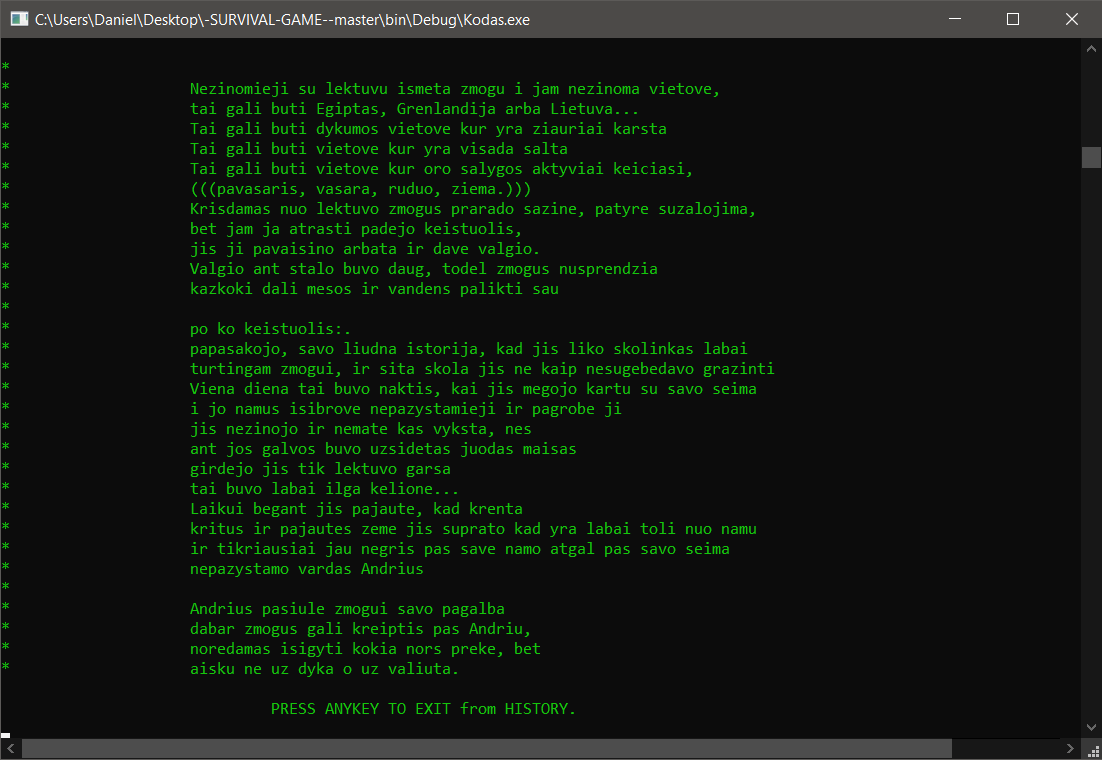 C:\Users\Daniel\Desktop\-SURVIVAL-GAME--master\bin\Debug\Kodas.exe
*
* Nezinomieji su lektuvu ismeta zmogu i jam nezinoma vietove,
* tai gali buti Egiptas, Grenlandija arba Lietuva...
* Tai gali buti dykumos vietove kur yra ziauriai karsta
* Tai gali buti vietove kur yra visada salta
* Tai gali buti vietove kur oro salygos aktyviai keiciasi,
* (((pavasaris, vasara, ruduo, ziema.)))
* Krisdamas nuo lektuvo zmogus prarado sazine, patyre suzalojima,
* bet jam ja atrasti padejo keistuolis,
* jis ji pavaisino arbata ir dave valgio.
* Valgio ant stalo buvo daug, todel zmogus nusprendzia
* kazkoki dali mesos ir vandens palikti sau
*
* po ko keistuolis:.
* papasakojo, savo liudna istorija, kad jis liko skolinkas labai
* turtingam zmogui, ir sita skola jis ne kaip nesugebedavo grazinti
* Viena diena tai buvo naktis, kai jis megojo kartu su savo seima
* i jo namus isibrove nepazystamieji ir pagrobe ji
* jis nezinojo ir nemate kas vyksta, nes
* ant jos galvos buvo uzsidetas juodas maisas
* girdejo jis tik lektuvo garsa
* tai buvo labai ilga kelione...
* Laikui begant jis pajaute, kad krenta
* kritus ir pajautes zeme jis suprato kad yra labai toli nuo namu
* ir tikriausiai jau negris pas save namo atgal pas savo seima
* nepazystamo vardas Andrius
*
* Andrius pasiule zmogui savo pagalba
* dabar zmogus gali kreiptis pas Andriu,
* noredamas isigyti kokia nors preke, bet
* aisku ne uz dyka o uz valiuta.
PRESS ANYKEY TO EXIT from HISTORY.